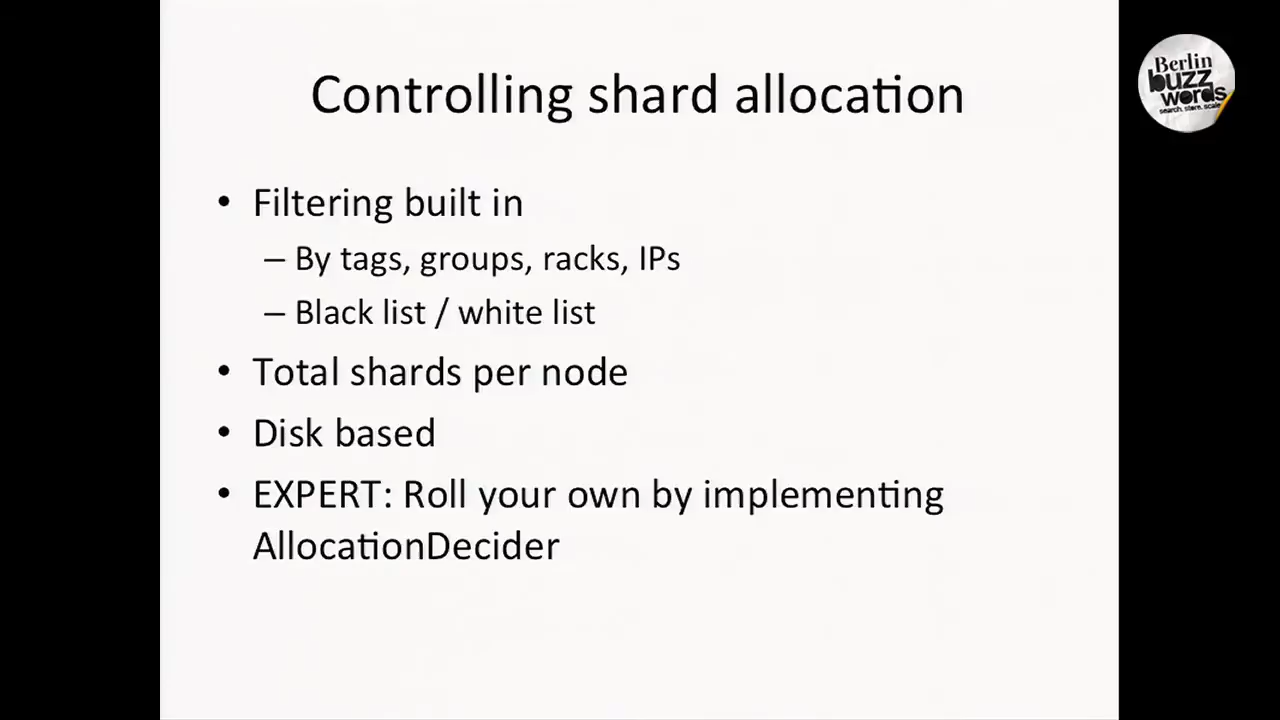 Controlling shard allocation
• Filtering built in
– By tags, groups, racks, IPs
– Black list / white list
• Total shards per node
• Disk based
• EXPERT: Roll your own by implementing
AllocationDecider
Berlin
buzz
words
search. store. scale.